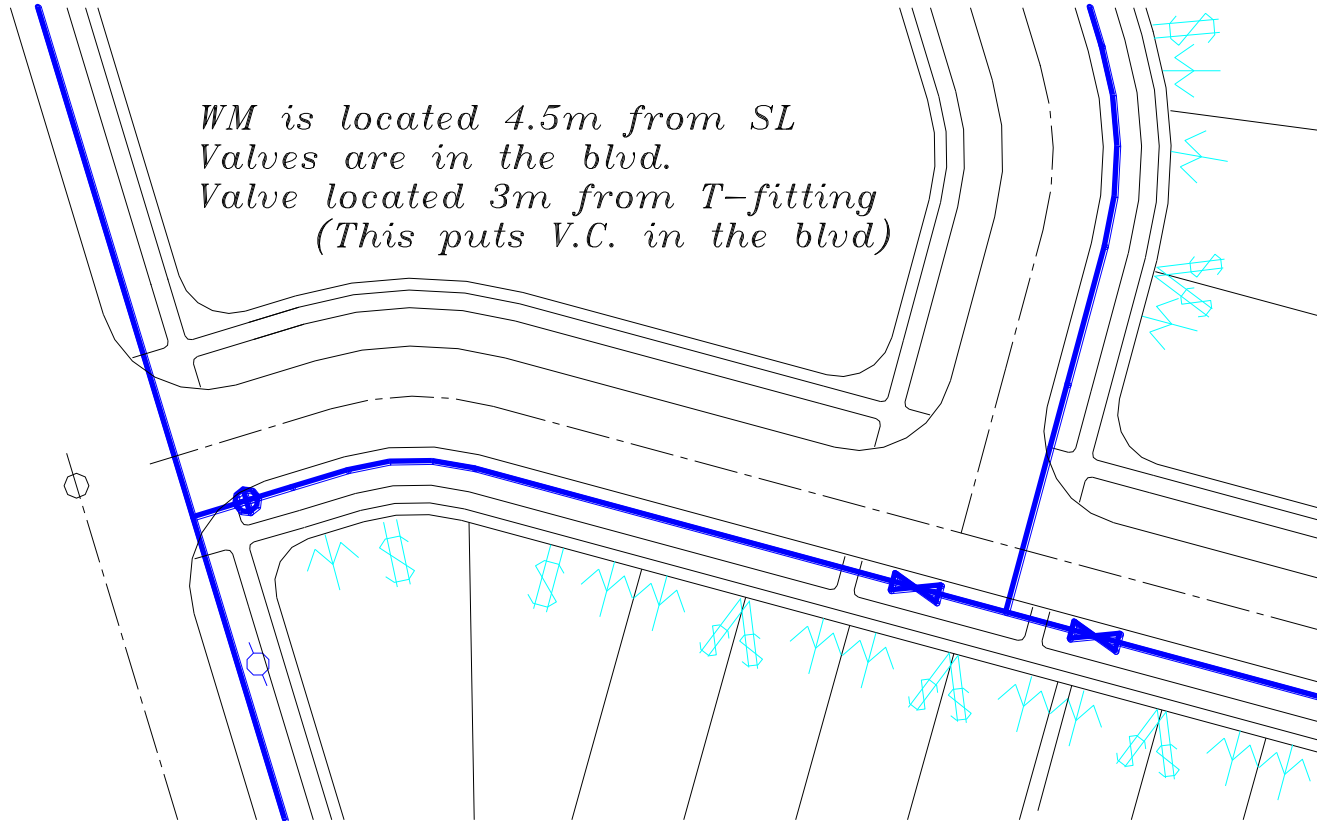 WM is located 4.5m from SL
Valves are in the blvd.
Valve located 3m from T-fitting
(This puts V.C. in the blvd)